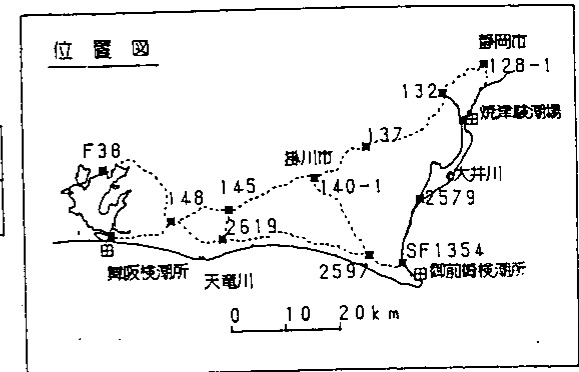 位置図
静岡市
128-1
132
焼津験潮場
137
掛川市
F38
大井川
140-1
145
148
2579
2619
SF1354
2597
御前崎検潮所
舞阪検潮所
天竜川
0 10 20km